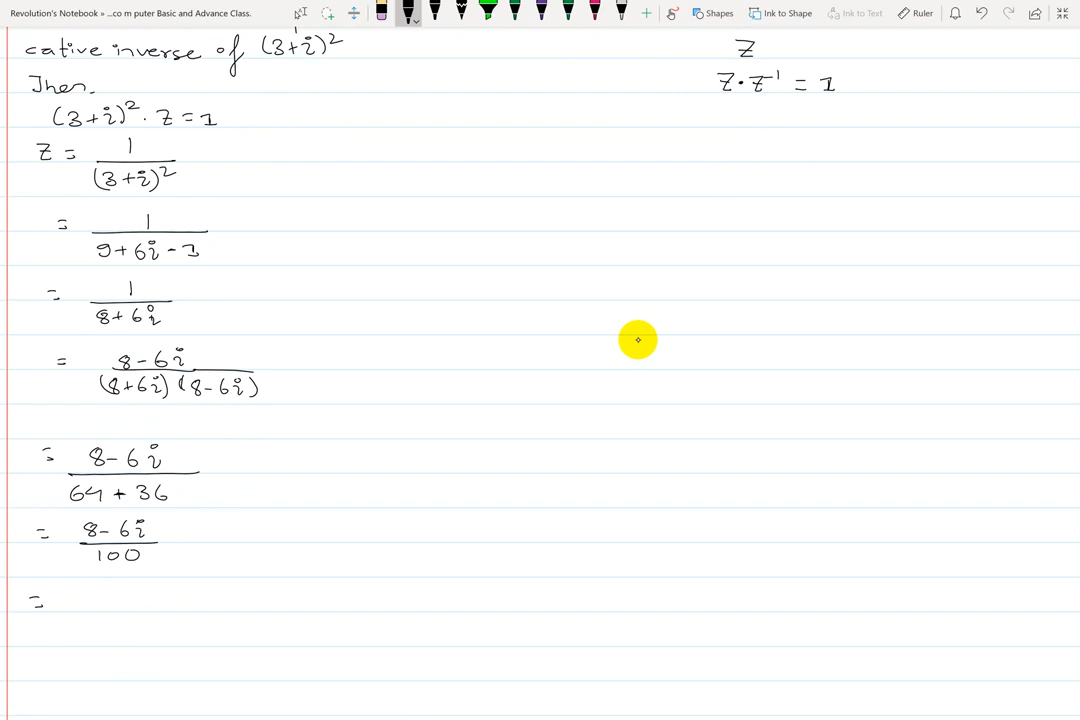 Revolution's Notebook » ...co m puter Basic and Advance Class.
Shapes Ink to Shape Ink to Text Ruler
cative inverse of (3+i)²
Then.
(3+i)² · z = 1
z = 1 / (3+i)²
= 1 / 9+6i-1
= 1 / 8+6i
= 8-6i / (8+6i)(8-6i)
= 8-6i / 64+36
= 8-6i / 100
=
z
z · z⁻¹ = 1